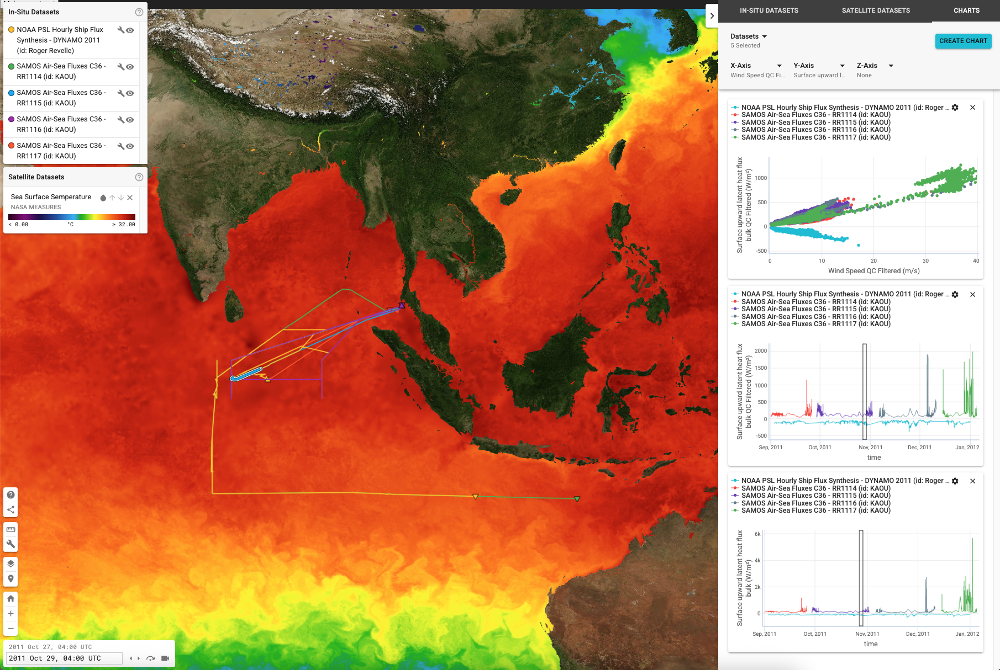 In-Situ Datasets
NOAA PSL Hourly Ship Flux
Synthesis - DYNAMO 2011
(id: Roger Revelle)
SAMOS Air-Sea Fluxes C36 -
RR1114 (id: KAOU)
SAMOS Air-Sea Fluxes C36 -
RR1115 (id: KAOU)
SAMOS Air-Sea Fluxes C36 -
RR1116 (id: KAOU)
SAMOS Air-Sea Fluxes C36 -
RR1117 (id: KAOU)
Satellite Datasets
Sea Surface Semperature
NASA MEASURES
< 0.00 °C ≥ 32.00
2011 Oct 27, 04:00 UTC
2011 Oct 29, 04:00 UTC
IN-SITU DATASETS SATELLITE DATASETS CHARTS
Datasets
5 Selected
CREATE CHART
X-Axis Y-Axis Z-Axis
Wind Speed QC Fi... Surface upward l... None
NOAA PSL Hourly Ship Flux Synthesis - DYNAMO 2011 (id: Roger ...
SAMOS Air-Sea Fluxes C36 - RR1114 (id: KAOU)
SAMOS Air-Sea Fluxes C36 - RR1115 (id: KAOU)
SAMOS Air-Sea Fluxes C36 - RR1116 (id: KAOU)
SAMOS Air-Sea Fluxes C36 - RR1117 (id: KAOU)
Surface upward latent heat flux
bulk QC Filtered (W/m²)
1000
500
0
-500
0 10 20 30 40
Wind Speed QC Filtered (m/s)
NOAA PSL Hourly Ship Flux Synthesis - DYNAMO 2011 (id: Roger ...
SAMOS Air-Sea Fluxes C36 - RR1114 (id: KAOU)
SAMOS Air-Sea Fluxes C36 - RR1115 (id: KAOU)
SAMOS Air-Sea Fluxes C36 - RR1116 (id: KAOU)
SAMOS Air-Sea Fluxes C36 - RR1117 (id: KAOU)
Surface upward latent heat flux
bulk QC Filtered (W/m²)
2000
1500
1000
500
0
-500
Sep, 2011 Oct, 2011 Nov, 2011 Dec, 2011 Jan, 2012
time
NOAA PSL Hourly Ship Flux Synthesis - DYNAMO 2011 (id: Roger ...
SAMOS Air-Sea Fluxes C36 - RR1114 (id: KAOU)
SAMOS Air-Sea Fluxes C36 - RR1115 (id: KAOU)
SAMOS Air-Sea Fluxes C36 - RR1116 (id: KAOU)
SAMOS Air-Sea Fluxes C36 - RR1117 (id: KAOU)
Surface upward latent heat flux
bulk (W/m²)
6k
4k
2k
0
Sep, 2011 Oct, 2011 Nov, 2011 Dec, 2011 Jan, 2012
time